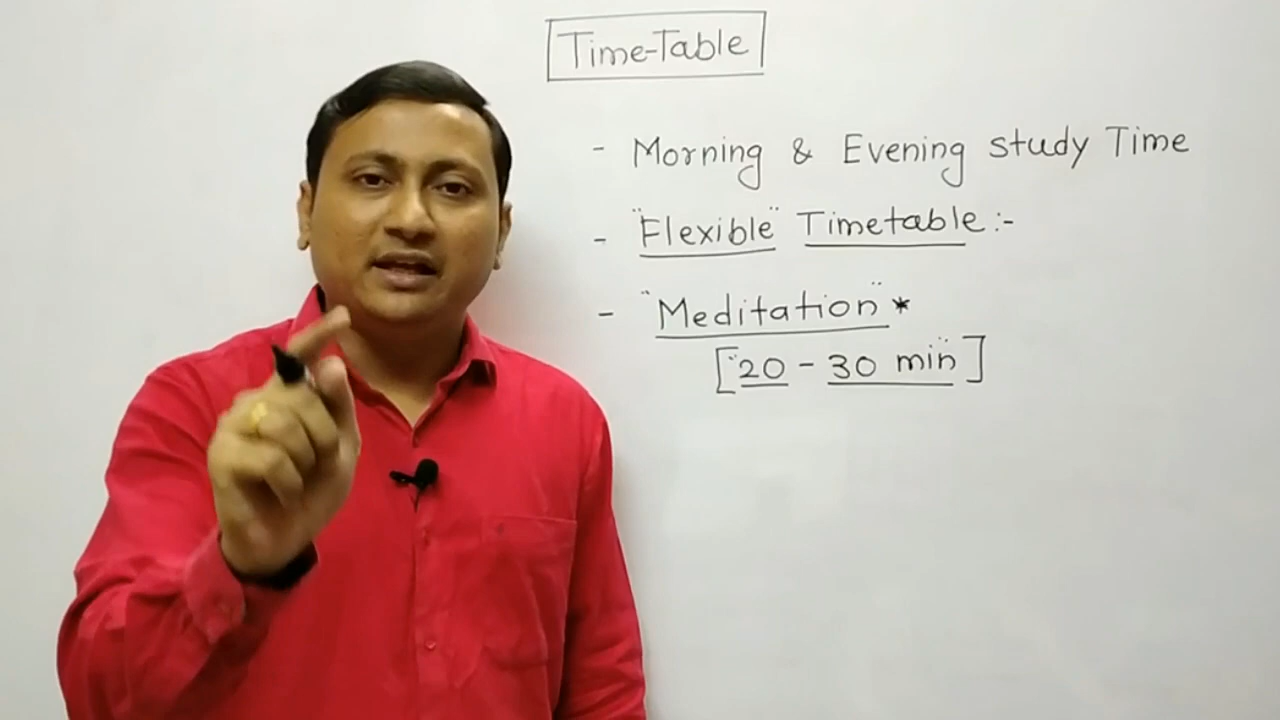 Time-Table
- Morning & Evening study Time
- "Flexible" Timetable:-
- "Meditation"*
["20 - 30 min"]